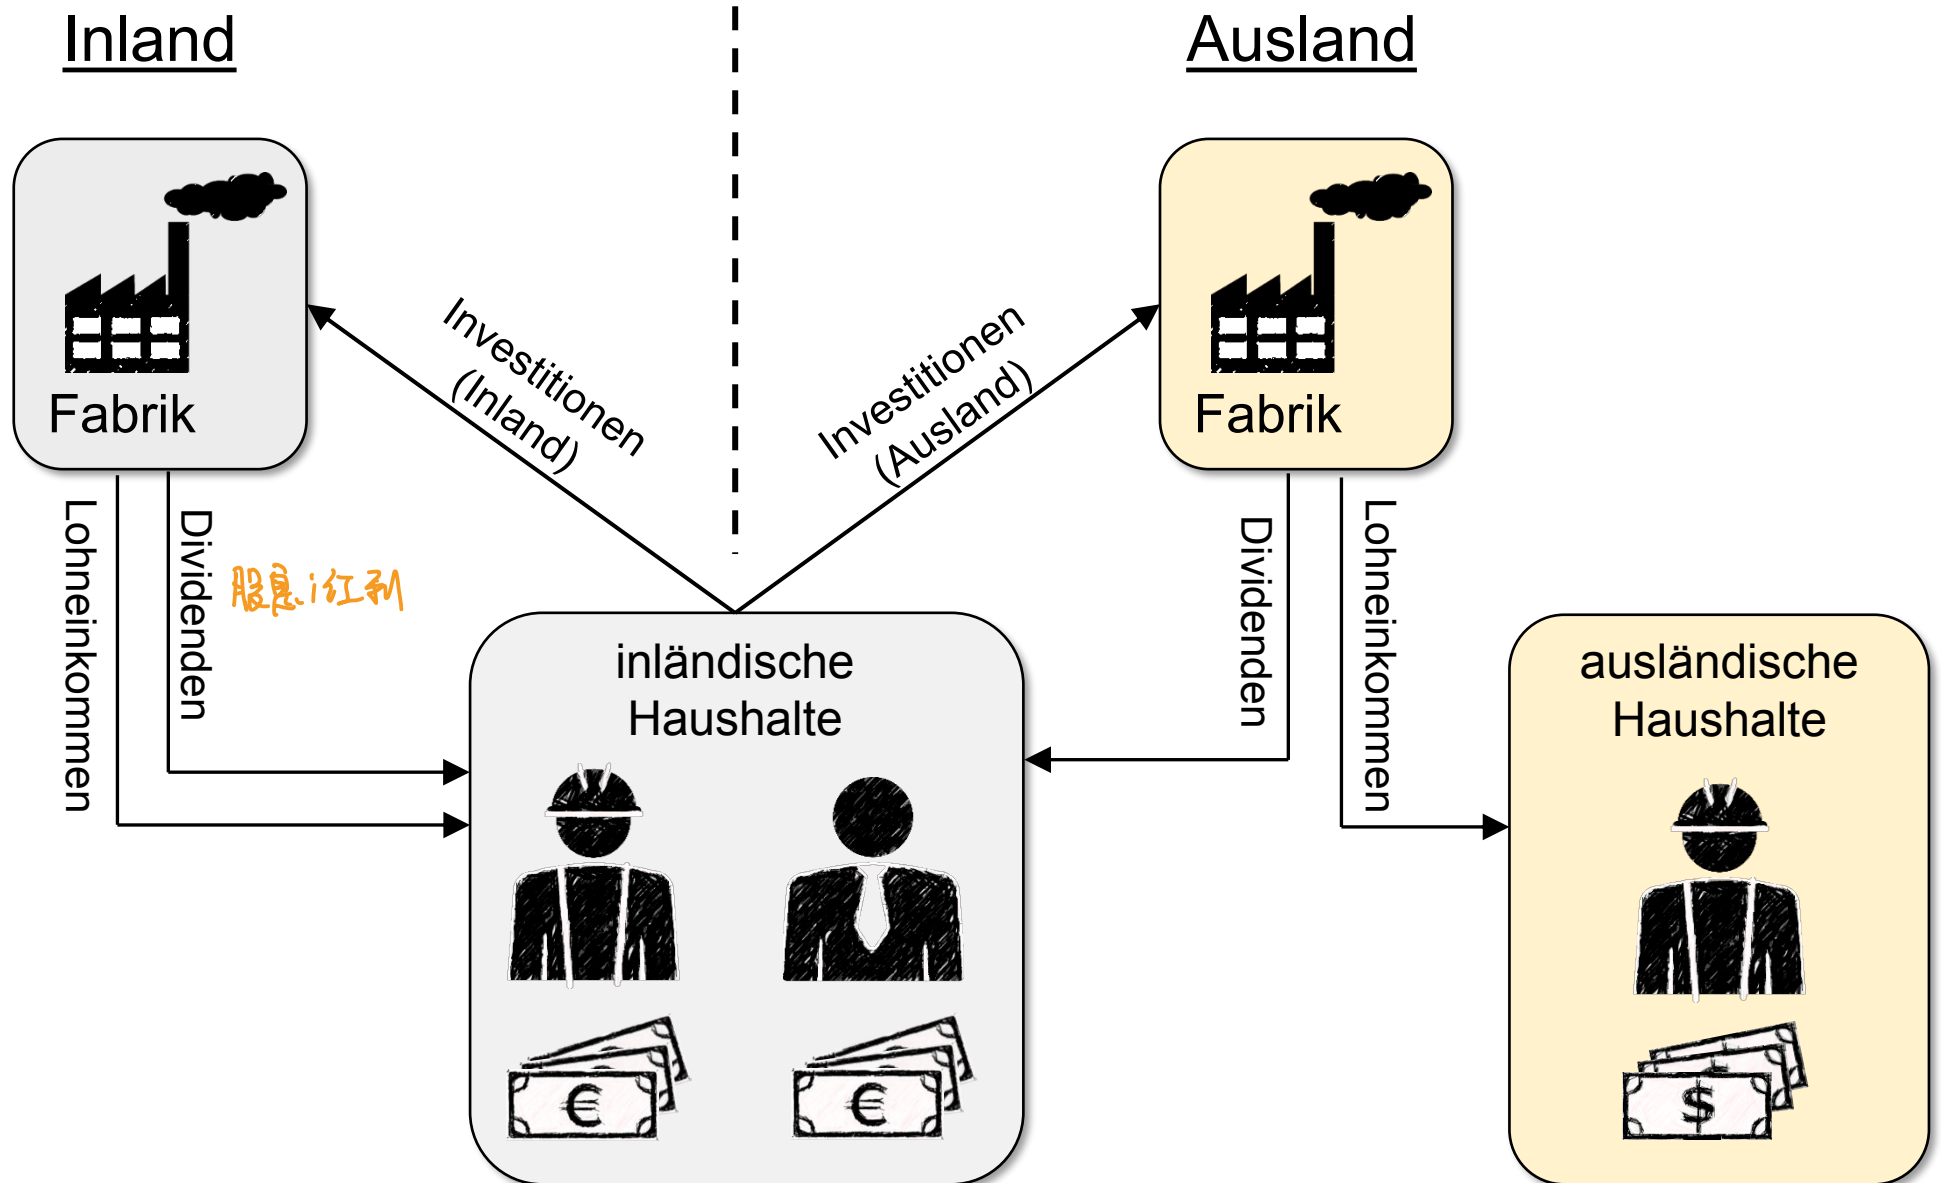 Inland
Ausland
Fabrik
Investitionen
(Inland)
Investitionen
(Ausland)
Fabrik
Lohneinkommen
Dividenden
股息;红利
Dividenden
Lohneinkommen
inländische
Haushalte
ausländische
Haushalte
€
€
$